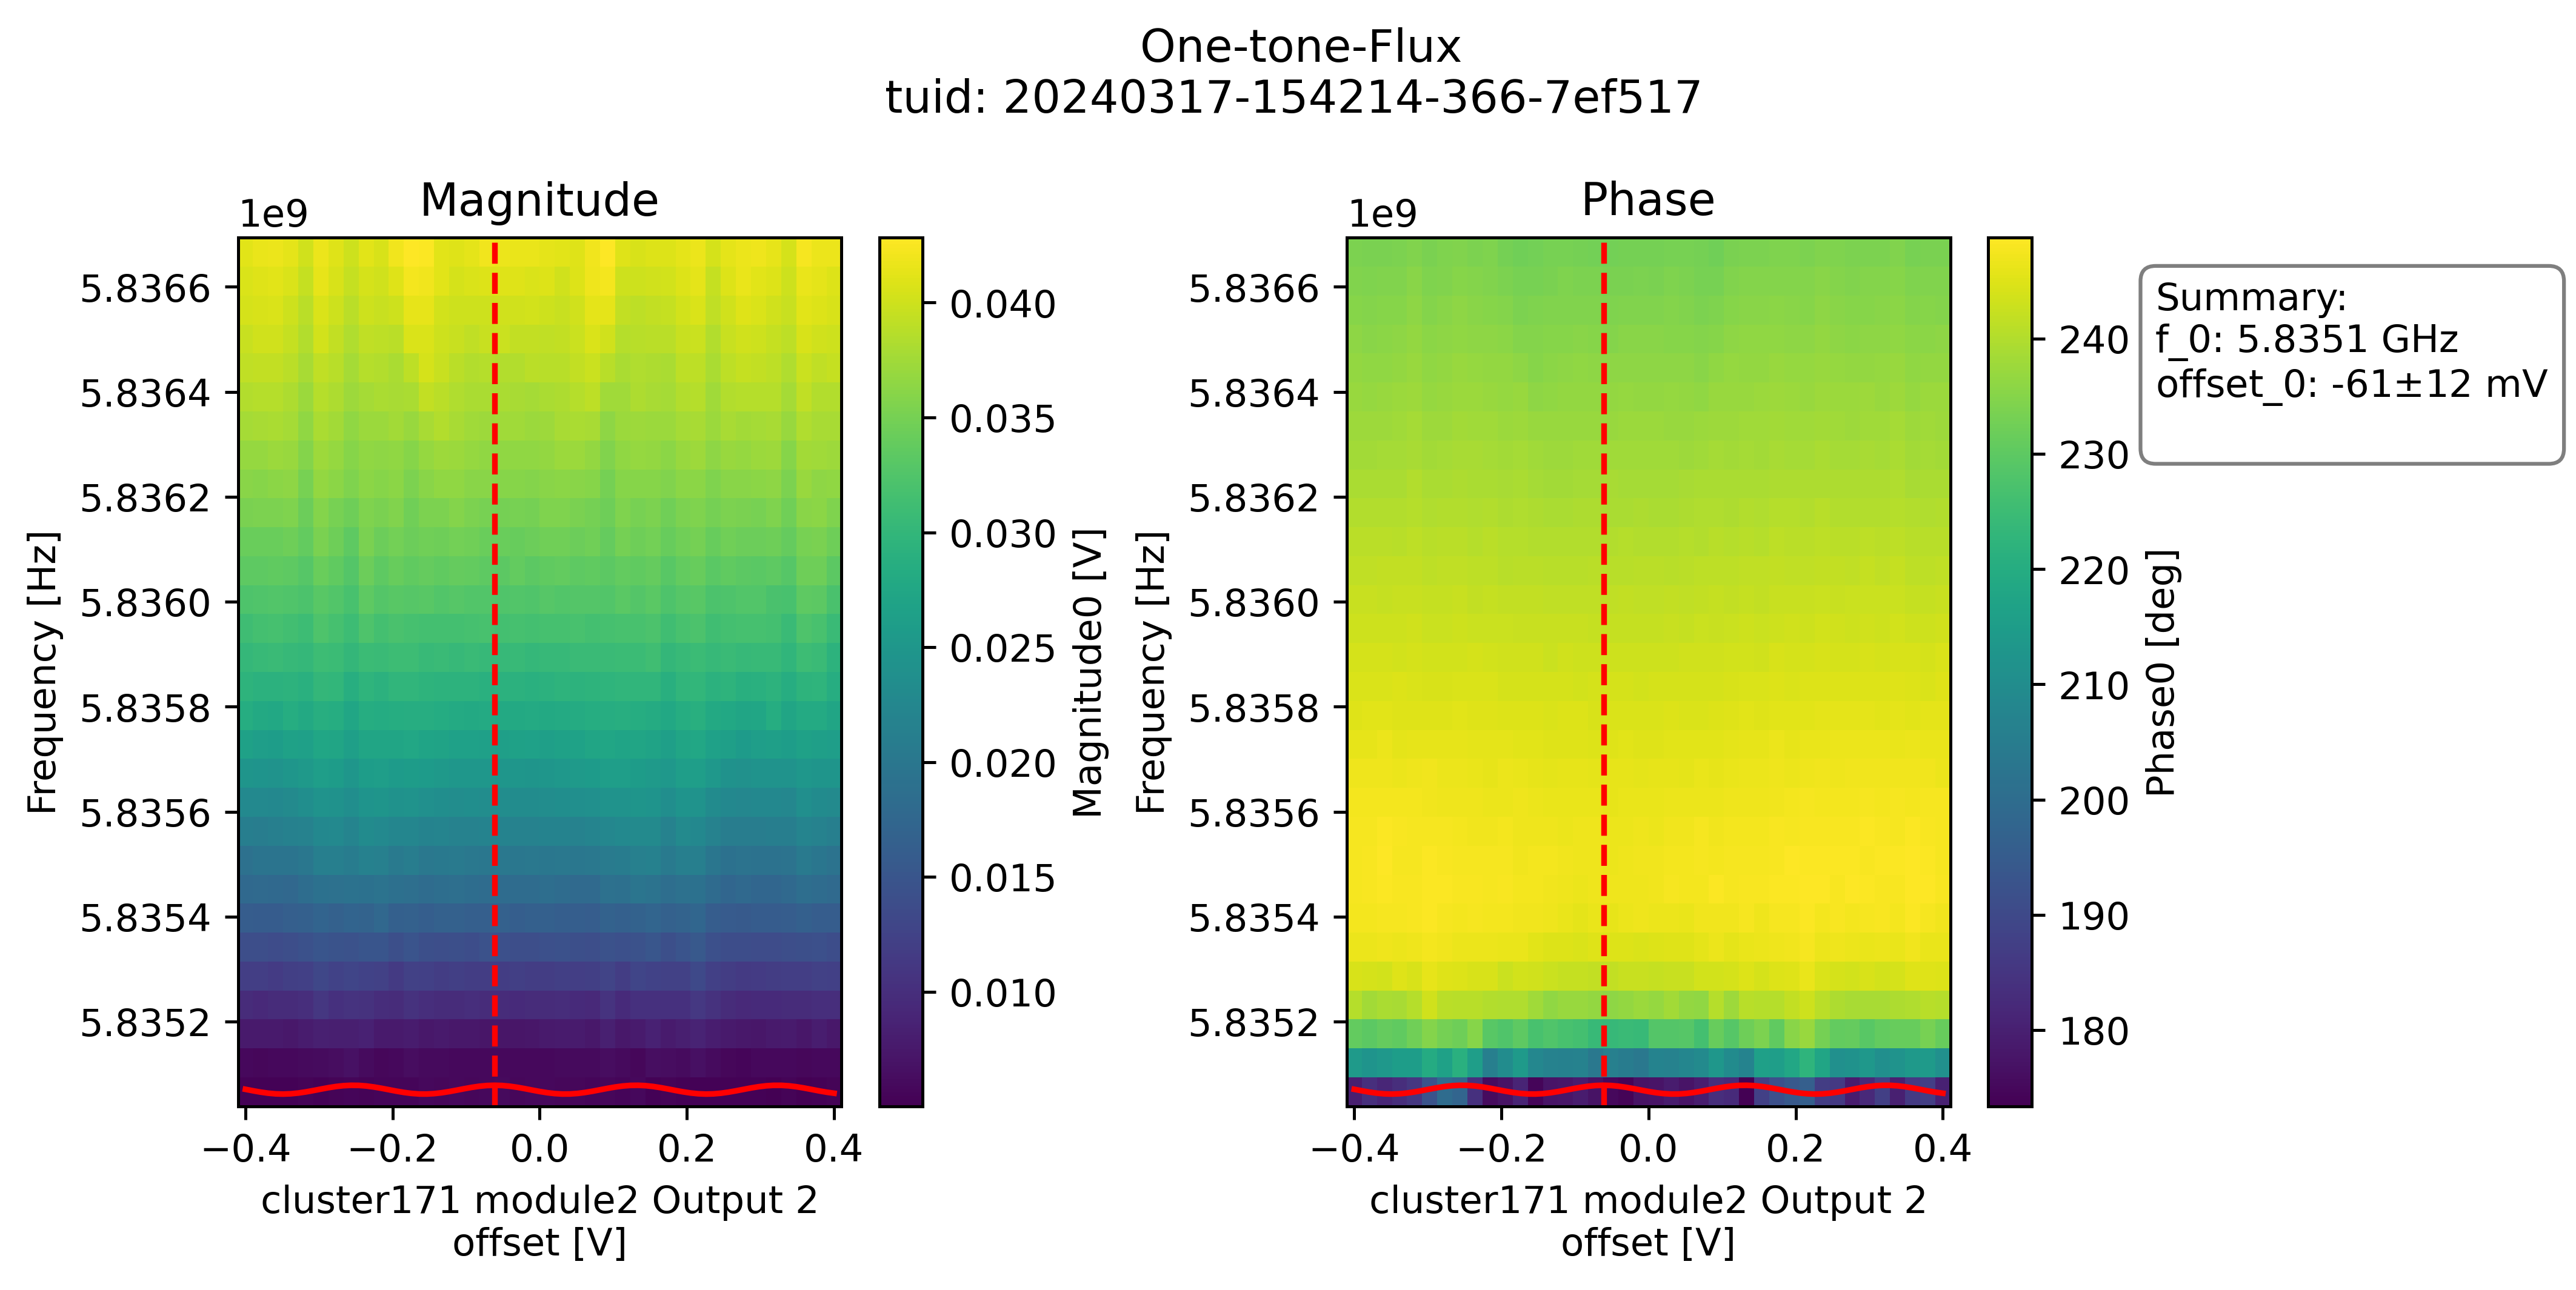 One-tone-Flux
tuid: 20240317-154214-366-7ef517
Magnitude
1e9
5.8366
5.8364
5.8362
5.8360
5.8358
5.8356
5.8354
5.8352
Frequency [Hz]
−0.4
−0.2
0.0
0.2
0.4
cluster171 module2 Output 2
offset [V]
0.040
0.035
0.030
0.025
0.020
0.015
0.010
Magnitude0 [V]
Phase
1e9
5.8366
5.8364
5.8362
5.8360
5.8358
5.8356
5.8354
5.8352
Frequency [Hz]
−0.4
−0.2
0.0
0.2
0.4
cluster171 module2 Output 2
offset [V]
240
230
220
210
200
190
180
Phase0 [deg]
Summary:
f_0: 5.8351 GHz
offset_0: -61±12 mV